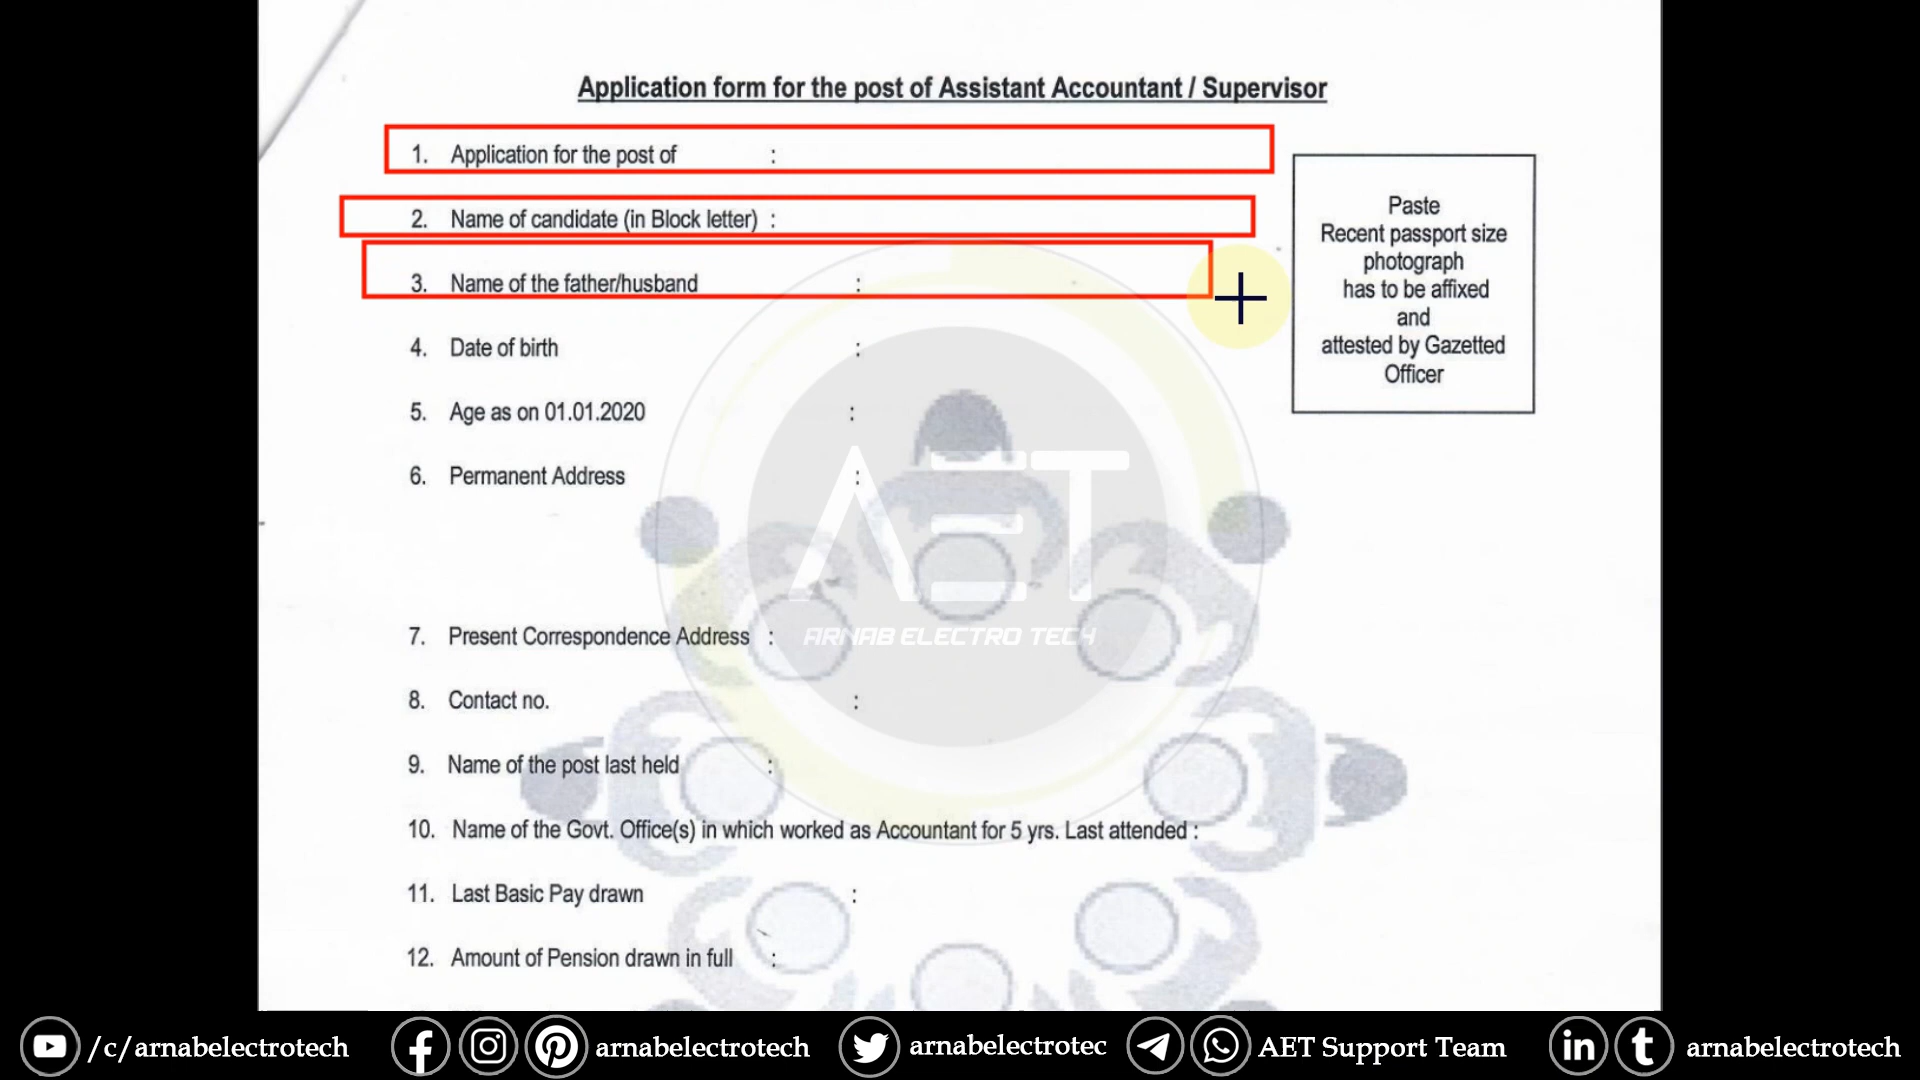 Application form for the post of Assistant Accountant / Supervisor
1. Application for the post of :
2. Name of candidate (in Block letter) :
3. Name of the father/husband :
4. Date of birth :
5. Age as on 01.01.2020 :
6. Permanent Address :
Paste
Recent passport size
photograph
has to be affixed
and
attested by Gazetted
Officer
AET
ARNAB ELECTRO TECH
7. Present Correspondence Address :
8. Contact no. :
9. Name of the post last held :
10. Name of the Govt. Office(s) in which worked as Accountant for 5 yrs. Last attended :
11. Last Basic Pay drawn :
12. Amount of Pension drawn in full :
/c/arnabelectrotech arnabelectrotech arnabelectrotec AET Support Team arnabelectrotech